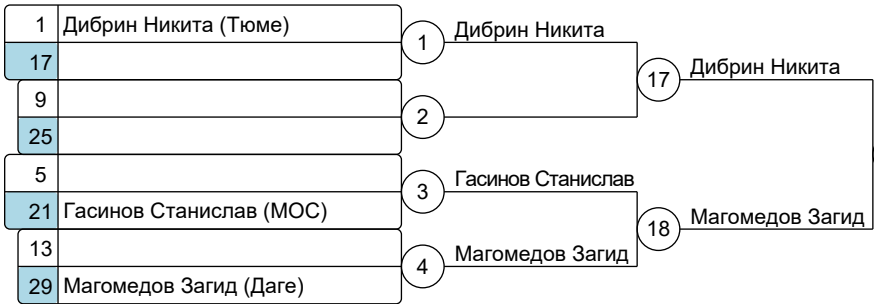 1 Дибрин Никита (Тюме)
17
9
25
5
21 Гасинов Станислав (МОС)
13
29 Магомедов Загид (Даге)
1 Дибрин Никита
2
3 Гасинов Станислав
4 Магомедов Загид
17 Дибрин Никита
18 Магомедов Загид